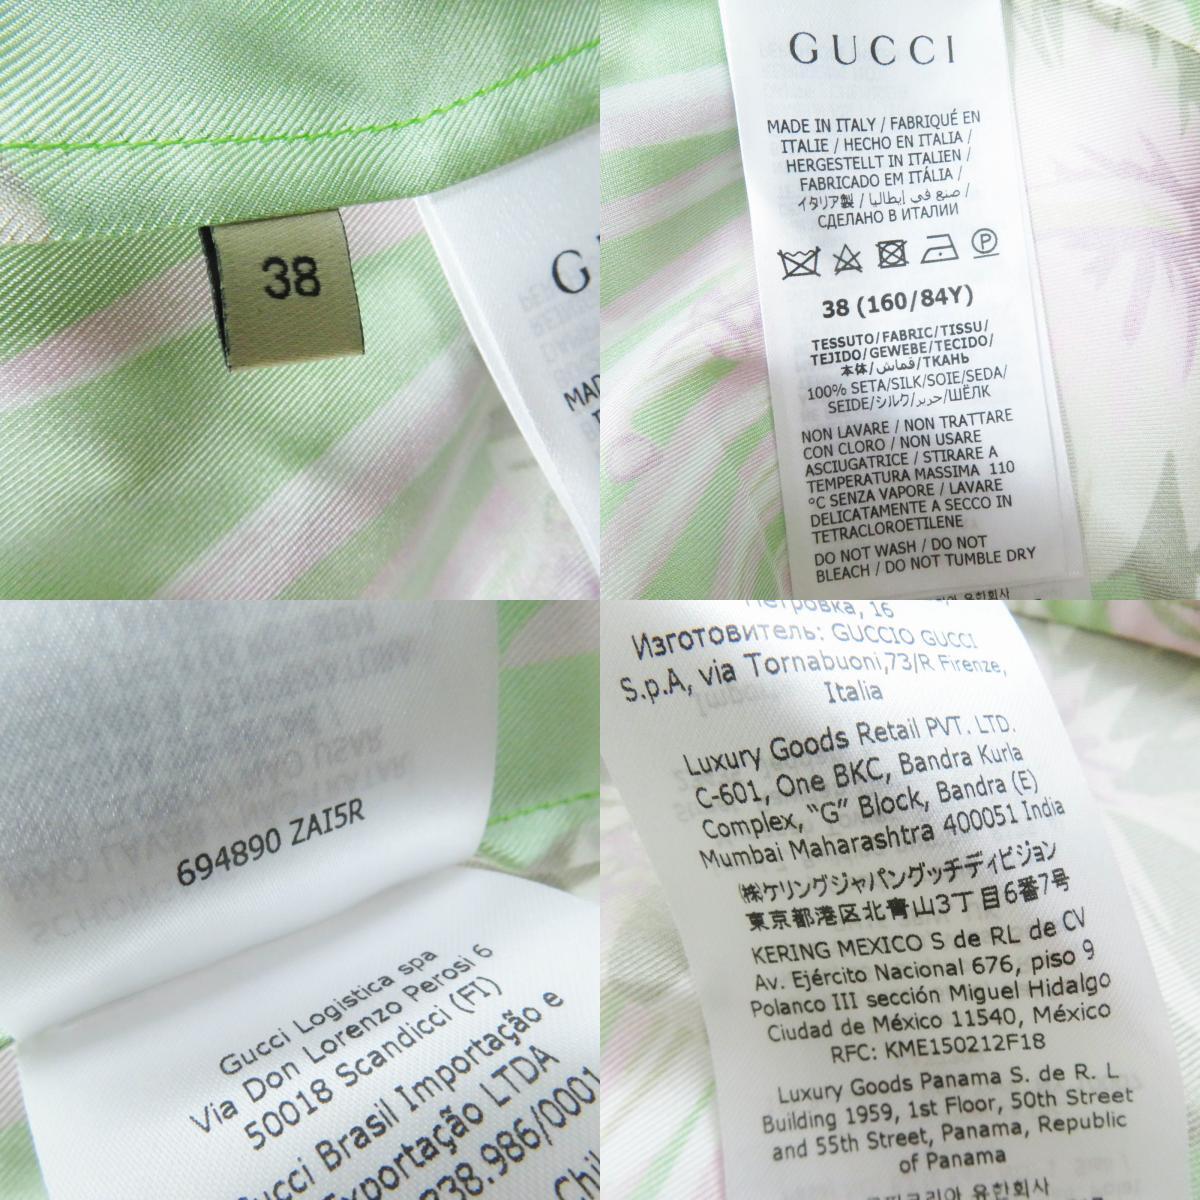 38
G
GUCCI
MADE IN ITALY / FABRIQUÉ EN
ITALIE / HECHO EN ITALIA /
HERGESTELLT IN ITALIEN /
FABRICADO EM ITÁLIA /
イタリア製 / صنع في إيطاليا /
СДЕЛАНО В ИТАЛИИ
P
38 (160/84Y)
TESSUTO/FABRIC/TISSU/
TEJIDO/GEWEBE/TECIDO/
本体/قماش/ТКАНЬ
100% SETA/SILK/SOIE/SEDA/
SEIDE/シルク/حرير/ШЁЛК
NON LAVARE / NON TRATTARE
CON CLORO / NON USARE
ASCIUGATRICE / STIRARE A
TEMPERATURA MASSIMA 110
°C SENZA VAPORE / LAVARE
DELICATAMENTE A SECCO IN
TETRACLOROETILENE
DO NOT WASH / DO NOT
BLEACH / DO NOT TUMBLE DRY
694890 ZAI5R
Gucci Logistica spa
Via Don Lorenzo Perosi 6
50018 Scandicci (FI)
Gucci Brasil Importação e
Exportação LTDA
238.986/0001
Петровка, 16
Изготовитель: GUCCIO GUCCI
S.p.A, via Tornabuoni,73/R Firenze,
Italia
Luxury Goods Retail PVT. LTD.
C-601, One BKC, Bandra Kurla
Complex, "G" Block, Bandra (E)
Mumbai Maharashtra 400051 India
㈱ケリングジャパングッチディビジョン
東京都港区北青山3丁目6番7号
KERING MEXICO S de RL de CV
Av. Ejército Nacional 676, piso 9
Polanco III sección Miguel Hidalgo
Ciudad de México 11540, México
RFC: KME150212F18
Luxury Goods Panama S. de R. L
Building 1959, 1st Floor, 50th Street
and 55th Street, Panama, Republic
of Panama